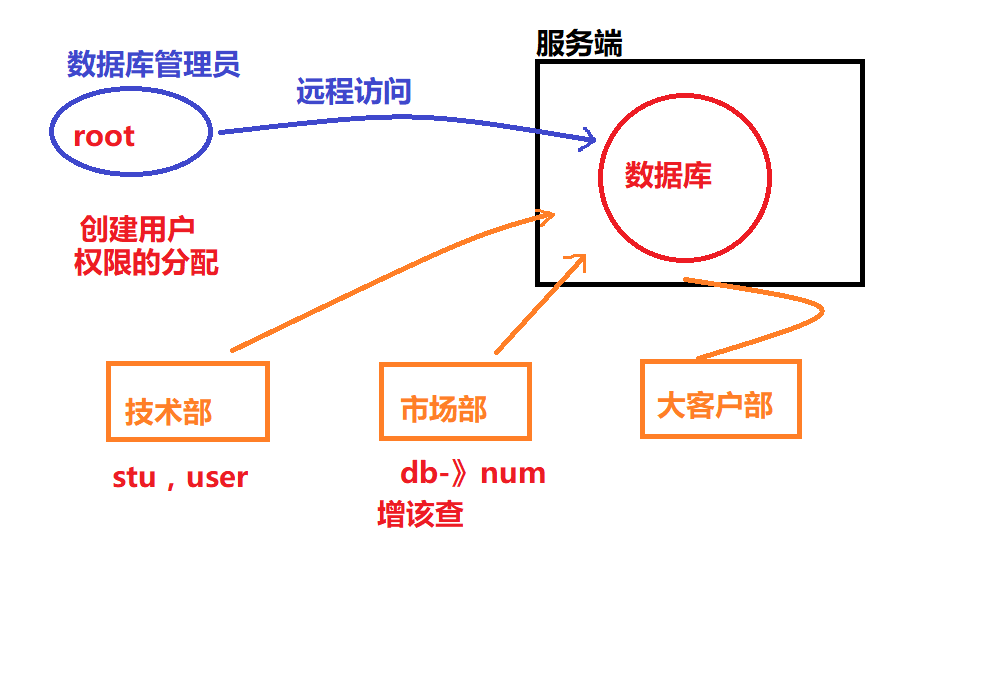 服务端
数据库管理员
远程访问
root
数据库
创建用户
权限的分配
技术部
市场部
大客户部
stu，user
db-》num
增该查